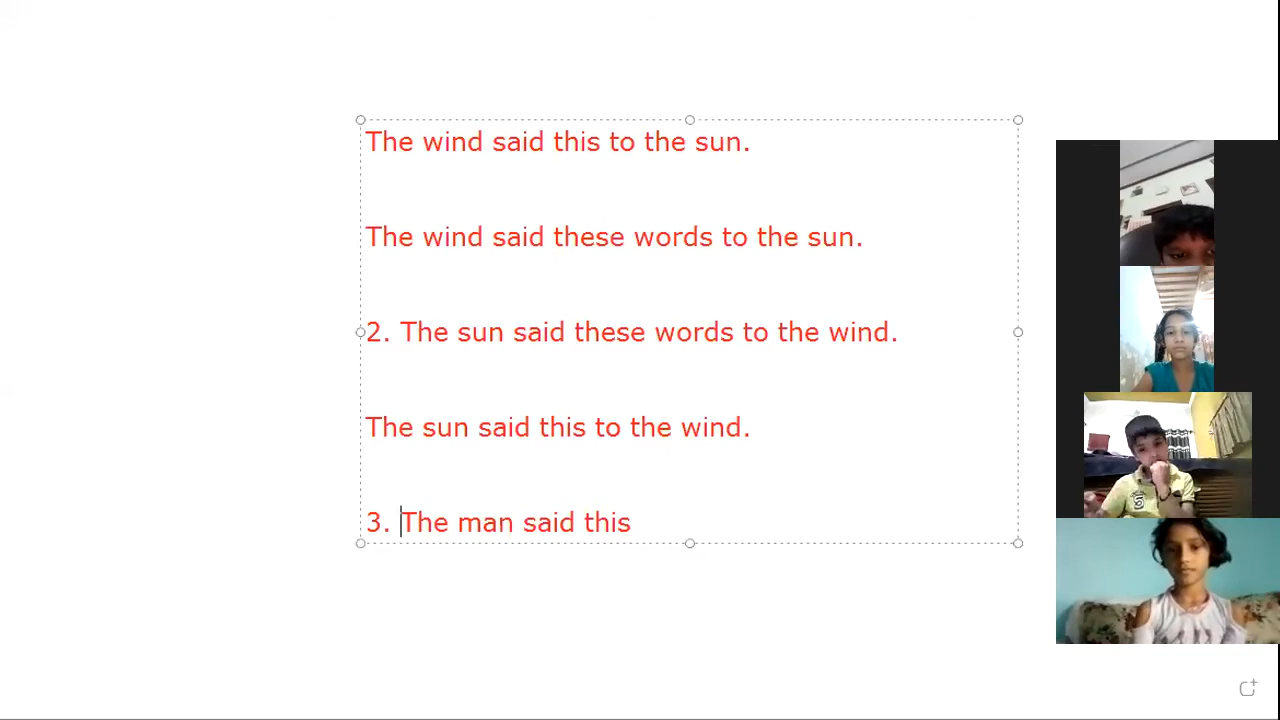 The wind said this to the sun.
The wind said these words to the sun.
2. The sun said these words to the wind.
The sun said this to the wind.
3. The man said this